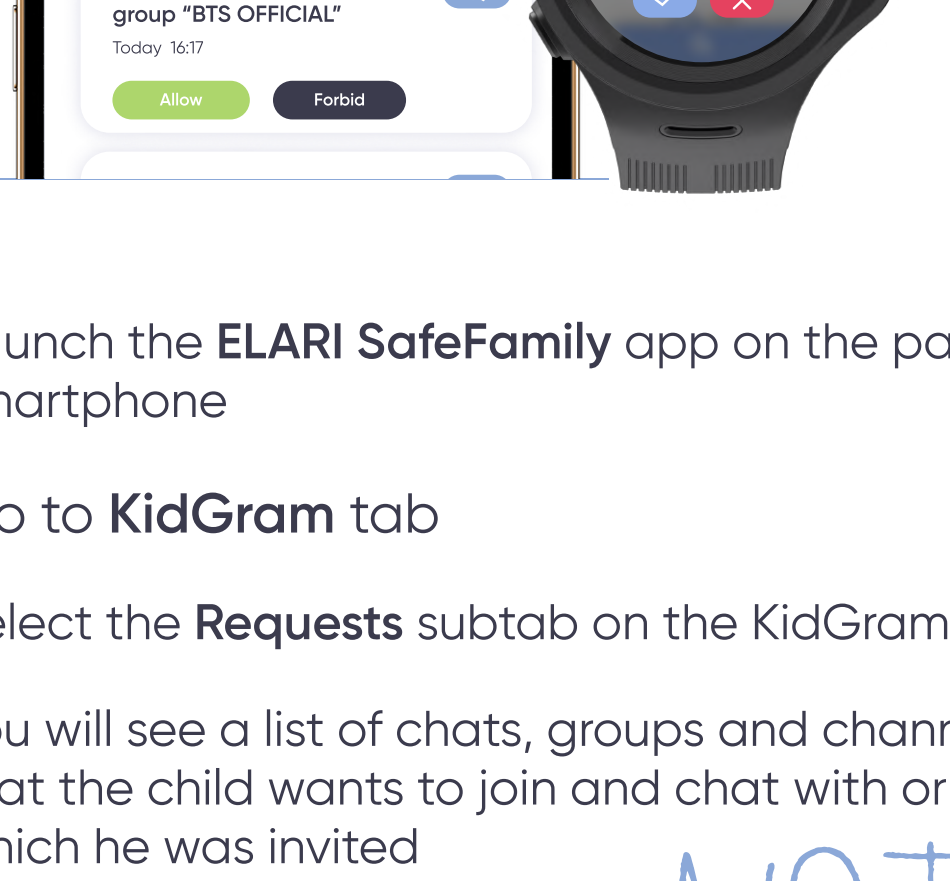 group “BTS OFFICIAL”
Today 16:17
Allow Forbid
unch the ELARI SafeFamily app on the pa
martphone
o to KidGram tab
elect the Requests subtab on the KidGram
ou will see a list of chats, groups and chann
at the child wants to join and chat with or
hich he was invited